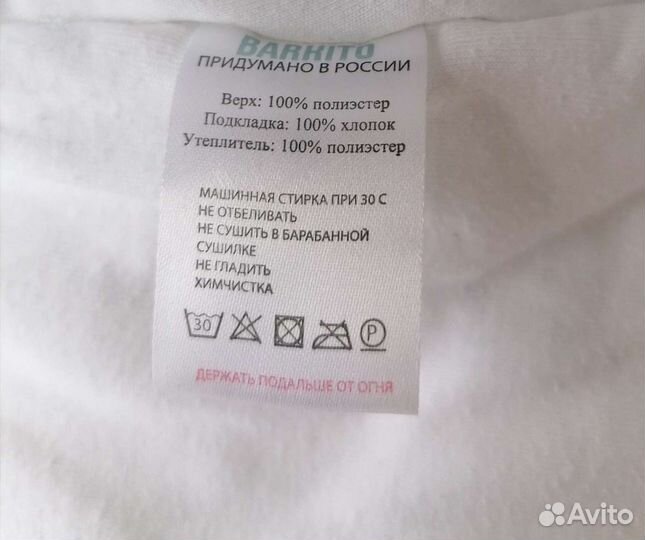 BARKITO
ПРИДУМАНО В РОССИИ
Верх: 100% полиэстер
Подкладка: 100% хлопок
Утеплитель: 100% полиэстер
МАШИННАЯ СТИРКА ПРИ 30 С
НЕ ОТБЕЛИВАТЬ
НЕ СУШИТЬ В БАРАБАННОЙ
СУШИЛКЕ
НЕ ГЛАДИТЬ
ХИМЧИСТКА
30 P
ДЕРЖАТЬ ПОДАЛЬШЕ ОТ ОГНЯ
Avito